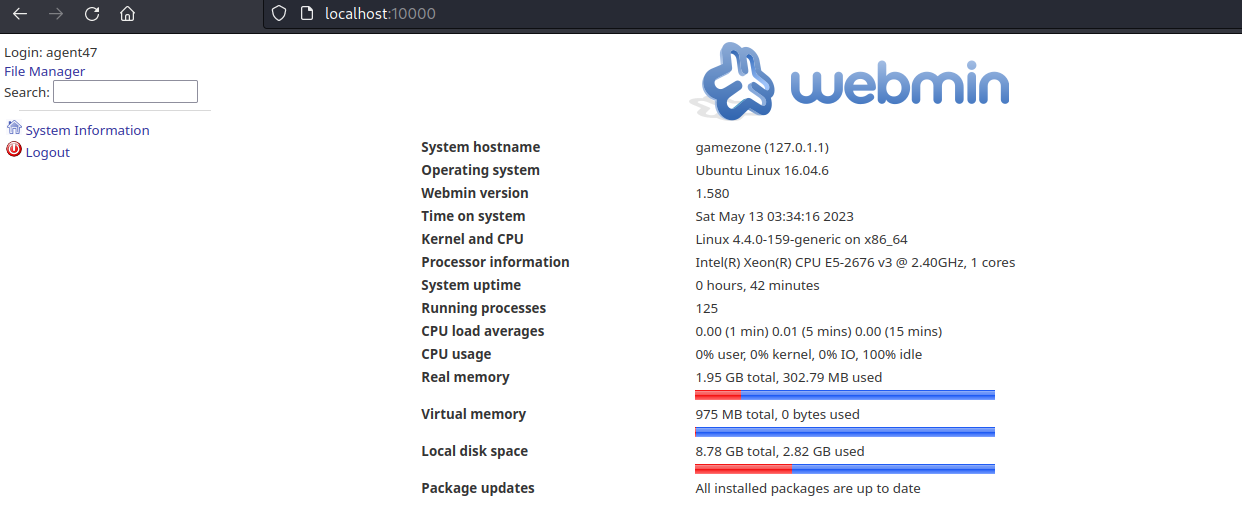 localhost:10000
Login: agent47
File Manager
Search:
System Information
Logout
webmin
System hostname gamezone (127.0.1.1)
Operating system Ubuntu Linux 16.04.6
Webmin version 1.580
Time on system Sat May 13 03:34:16 2023
Kernel and CPU Linux 4.4.0-159-generic on x86_64
Processor information Intel(R) Xeon(R) CPU E5-2676 v3 @ 2.40GHz, 1 cores
System uptime 0 hours, 42 minutes
Running processes 125
CPU load averages 0.00 (1 min) 0.01 (5 mins) 0.00 (15 mins)
CPU usage 0% user, 0% kernel, 0% IO, 100% idle
Real memory 1.95 GB total, 302.79 MB used
Virtual memory 975 MB total, 0 bytes used
Local disk space 8.78 GB total, 2.82 GB used
Package updates All installed packages are up to date